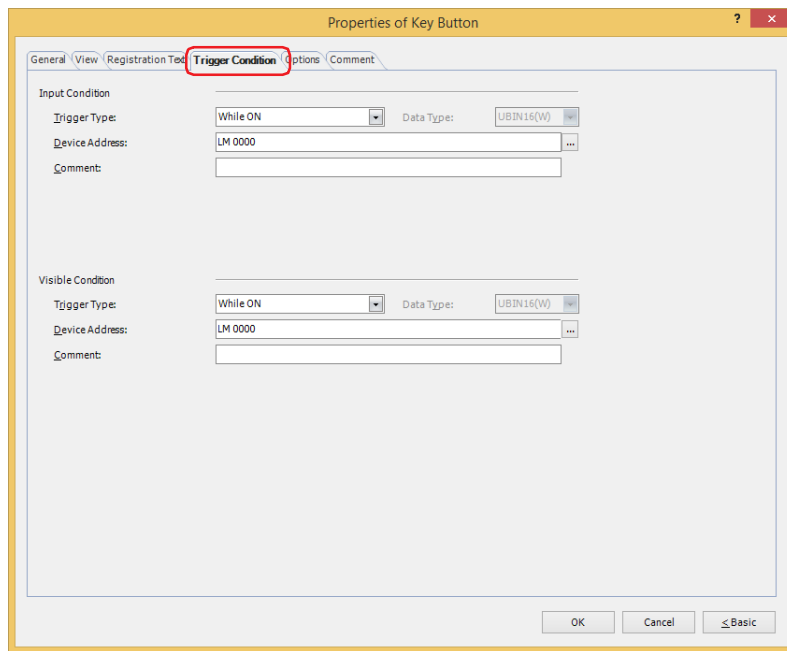 Properties of Key Button
? ×
General View Registration Text Trigger Condition Options Comment
Input Condition
Trigger Type: While ON Data Type: UBIN16(W)
Device Address: LM 0000 ...
Comment:
Visible Condition
Trigger Type: While ON Data Type: UBIN16(W)
Device Address: LM 0000 ...
Comment:
OK Cancel < Basic